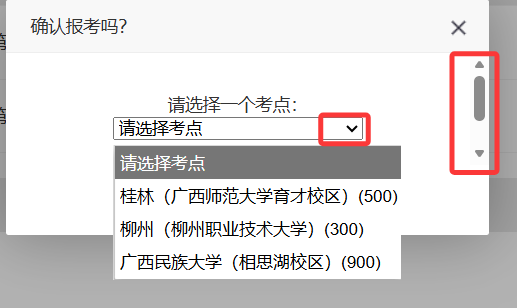 确认报考吗？
请选择一个考点：
请选择考点
请选择考点
桂林（广西师范大学育才校区）(500)
柳州（柳州职业技术大学）(300)
广西民族大学（相思湖校区）(900)